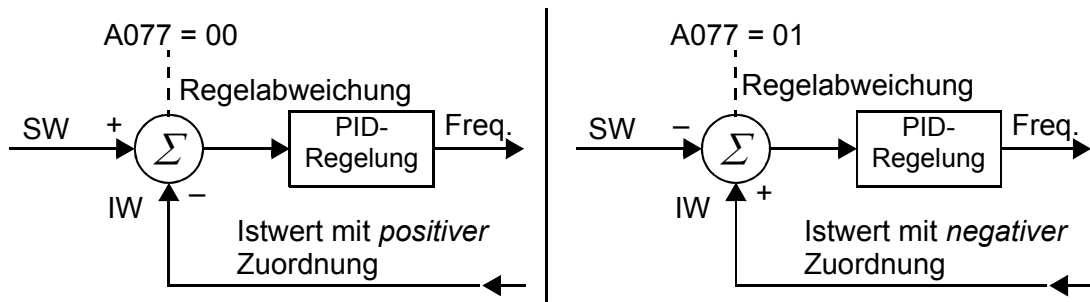 A077 = 00
Regelabweichung
SW
+
Σ
PID-
Regelung
Freq.
IW
–
Istwert mit positiver
Zuordnung
A077 = 01
Regelabweichung
SW
–
Σ
PID-
Regelung
Freq.
IW
+
Istwert mit negativer
Zuordnung